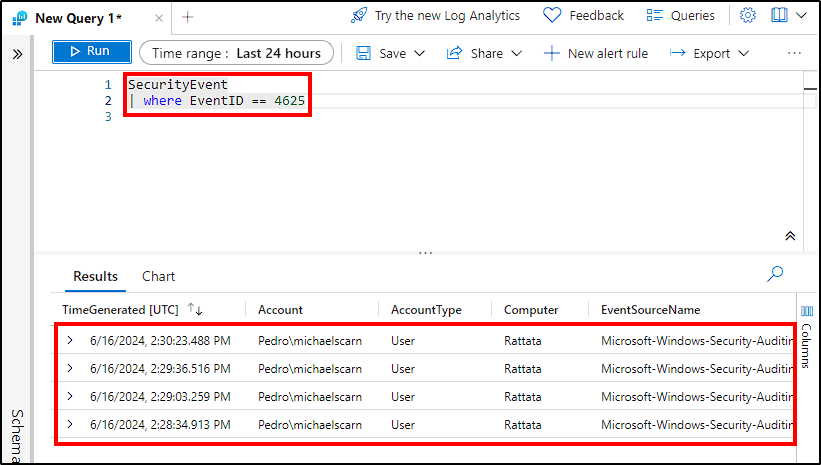 New Query 1*
Try the new Log Analytics
Feedback
Queries
Run
Time range : Last 24 hours
Save
Share
New alert rule
Export
1 SecurityEvent
2 | where EventID == 4625
3
Results
Chart
TimeGenerated [UTC] Account AccountType Computer EventSourceName
6/16/2024, 2:30:23.488 PM Pedro\michaelscarn User Rattata Microsoft-Windows-Security-Auditin
6/16/2024, 2:29:36.516 PM Pedro\michaelscarn User Rattata Microsoft-Windows-Security-Auditin
6/16/2024, 2:29:03.259 PM Pedro\michaelscarn User Rattata Microsoft-Windows-Security-Auditin
6/16/2024, 2:28:34.913 PM Pedro\michaelscarn User Rattata Microsoft-Windows-Security-Auditin
Columns
Schema